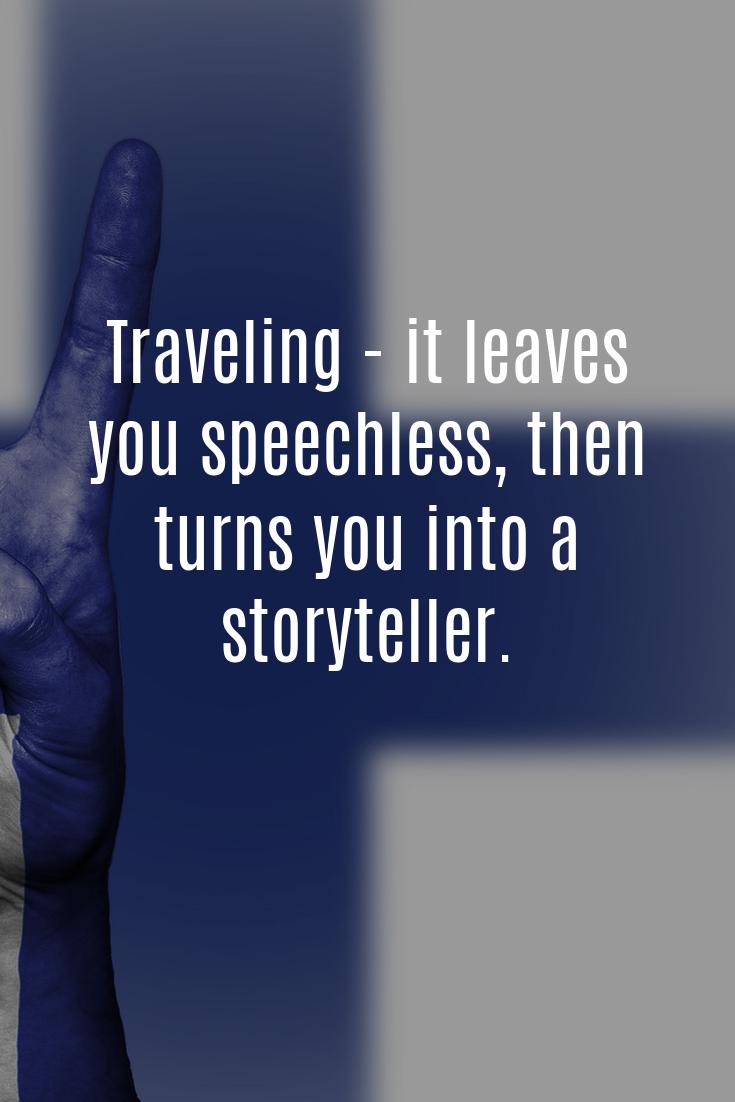 Traveling - it leaves
you speechless, then
turns you into a
storyteller.